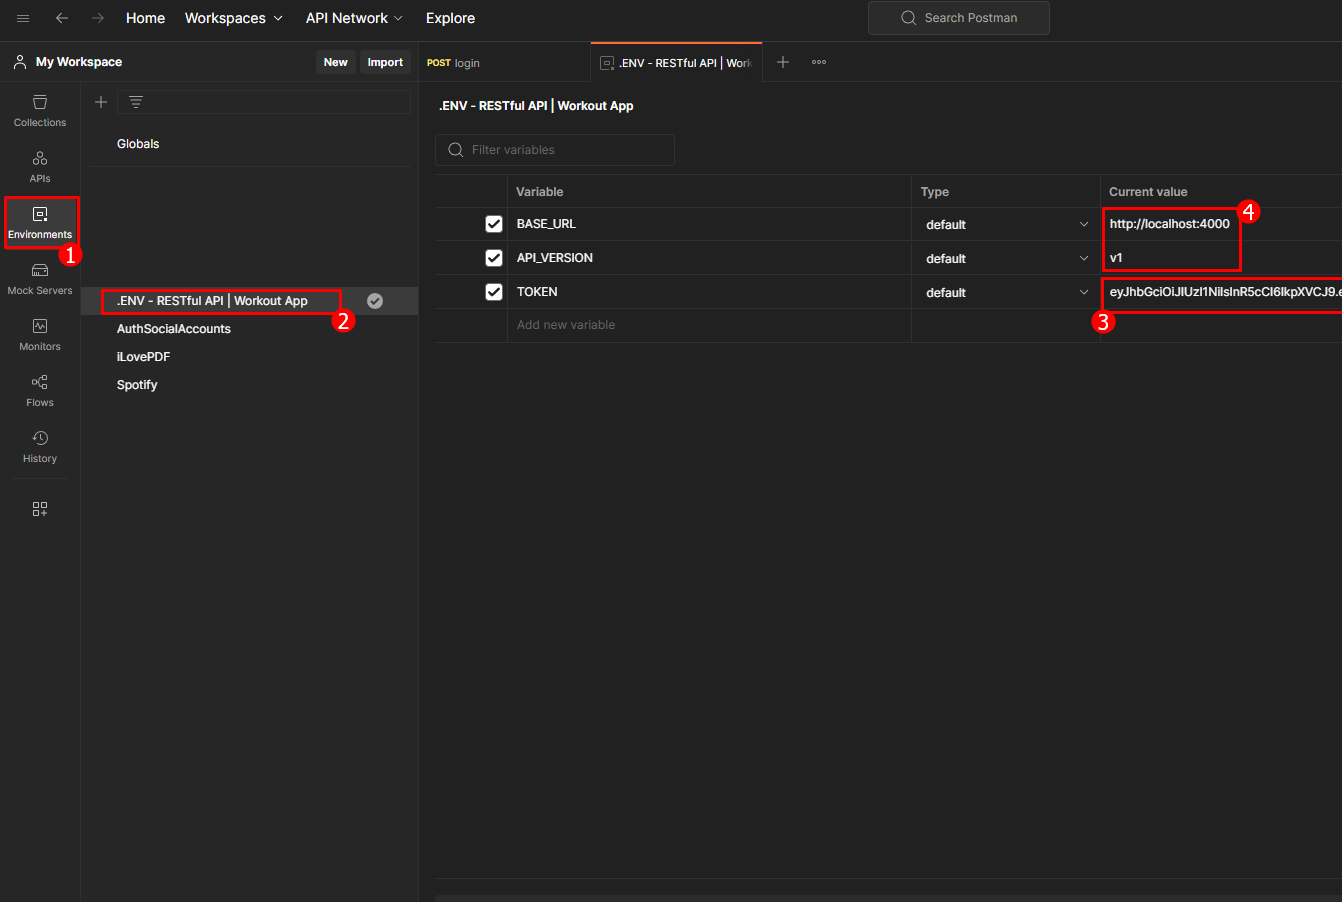 Home Workspaces API Network Explore Search Postman
My Workspace New Import POST login .ENV - RESTful API | Work
Collections
APIs
Environments
1
Mock Servers
Monitors
Flows
History
Globals
.ENV - RESTful API | Workout App
2
AuthSocialAccounts
iLovePDF
Spotify
.ENV - RESTful API | Workout App
Filter variables
Variable Type Current value
BASE_URL default http://localhost:4000
4
API_VERSION default v1
TOKEN default eyJhbGciOiJIUzI1NiIsInR5cCI6IkpXVCJ9.e
3
Add new variable